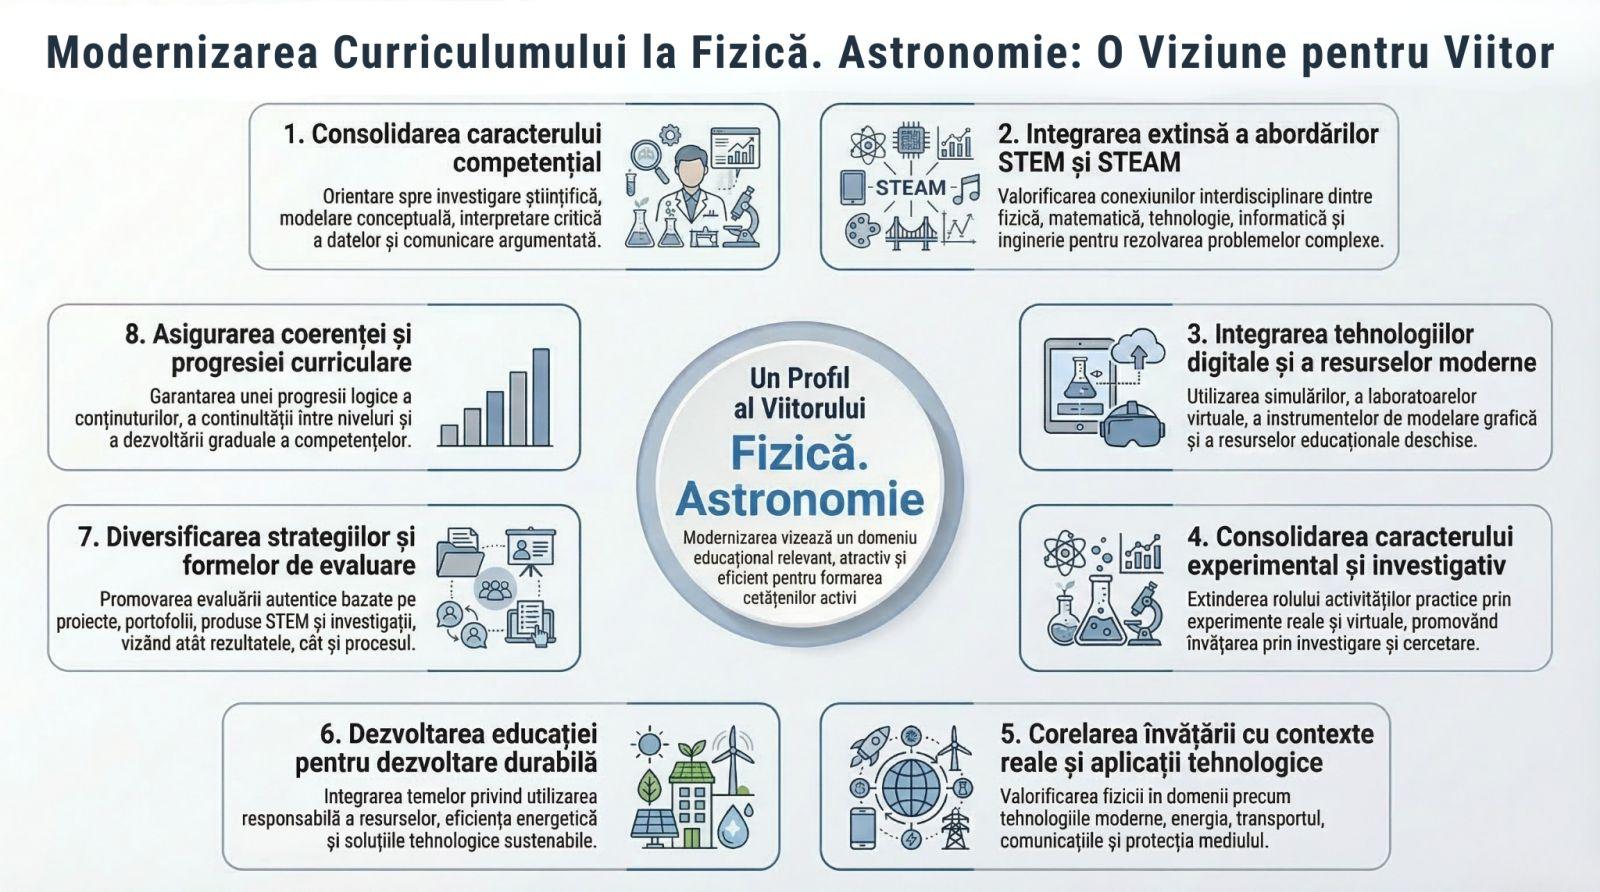 Modernizarea Curriculumului la Fizică. Astronomie: O Viziune pentru Viitor
1. Consolidarea caracterului
competențial
Orientare spre investigare științifică,
modelare conceptuală, interpretare critică
a datelor și comunicare argumentată.
STEAM
2. Integrarea extinsă a abordărilor
STEM și STEAM
Valorificarea conexiunilor interdisciplinare dintre
fizică, matematică, tehnologie, informatică și
inginerie pentru rezolvarea problemelor complexe.
3. Integrarea tehnologiilor
digitale și a resurselor moderne
Utilizarea simulărilor, a laboratoarelor
virtuale, a instrumentelor de modelare grafică
și a resurselor educaționale deschise.
4. Consolidarea caracterului
experimental și investigativ
Extinderea rolului activităților practice prin
experimente reale și virtuale, promovănd
învățarea prin investigare și cercetare.
5. Corelarea învățării cu contexte
reale și aplicații tehnologice
Valorificarea fizicii in domenii precum
tehnologiile moderne, energia, transportul,
comunicațiile și protecția mediulul.
6. Dezvoltarea educației
pentru dezvoltare durabilă
Integrarea temelor privind utilizarea
responsabilă a resurselor, eficiența energetică
și soluțiile tehnologice sustenabile.
7. Diversificarea strategiilor și
formelor de evaluare
Promovarea evaluării autentice bazate pe
proiecte, portofolii, produse STEM și investigații,
vizând atât rezultatele, cât și procesul.
8. Asigurarea coerenței și
progresiei curriculare
Garantarea unei progresii logice a
conținuturilor, a continultății între niveluri și
a dezvoltării graduale a competențelor.
Un Profil
al Viitorului
Fizică.
Astronomie
Modernizarea vizează un domeniu
educațional relevant, atractiv și
eficient pentru formarea
cetățenilor activi